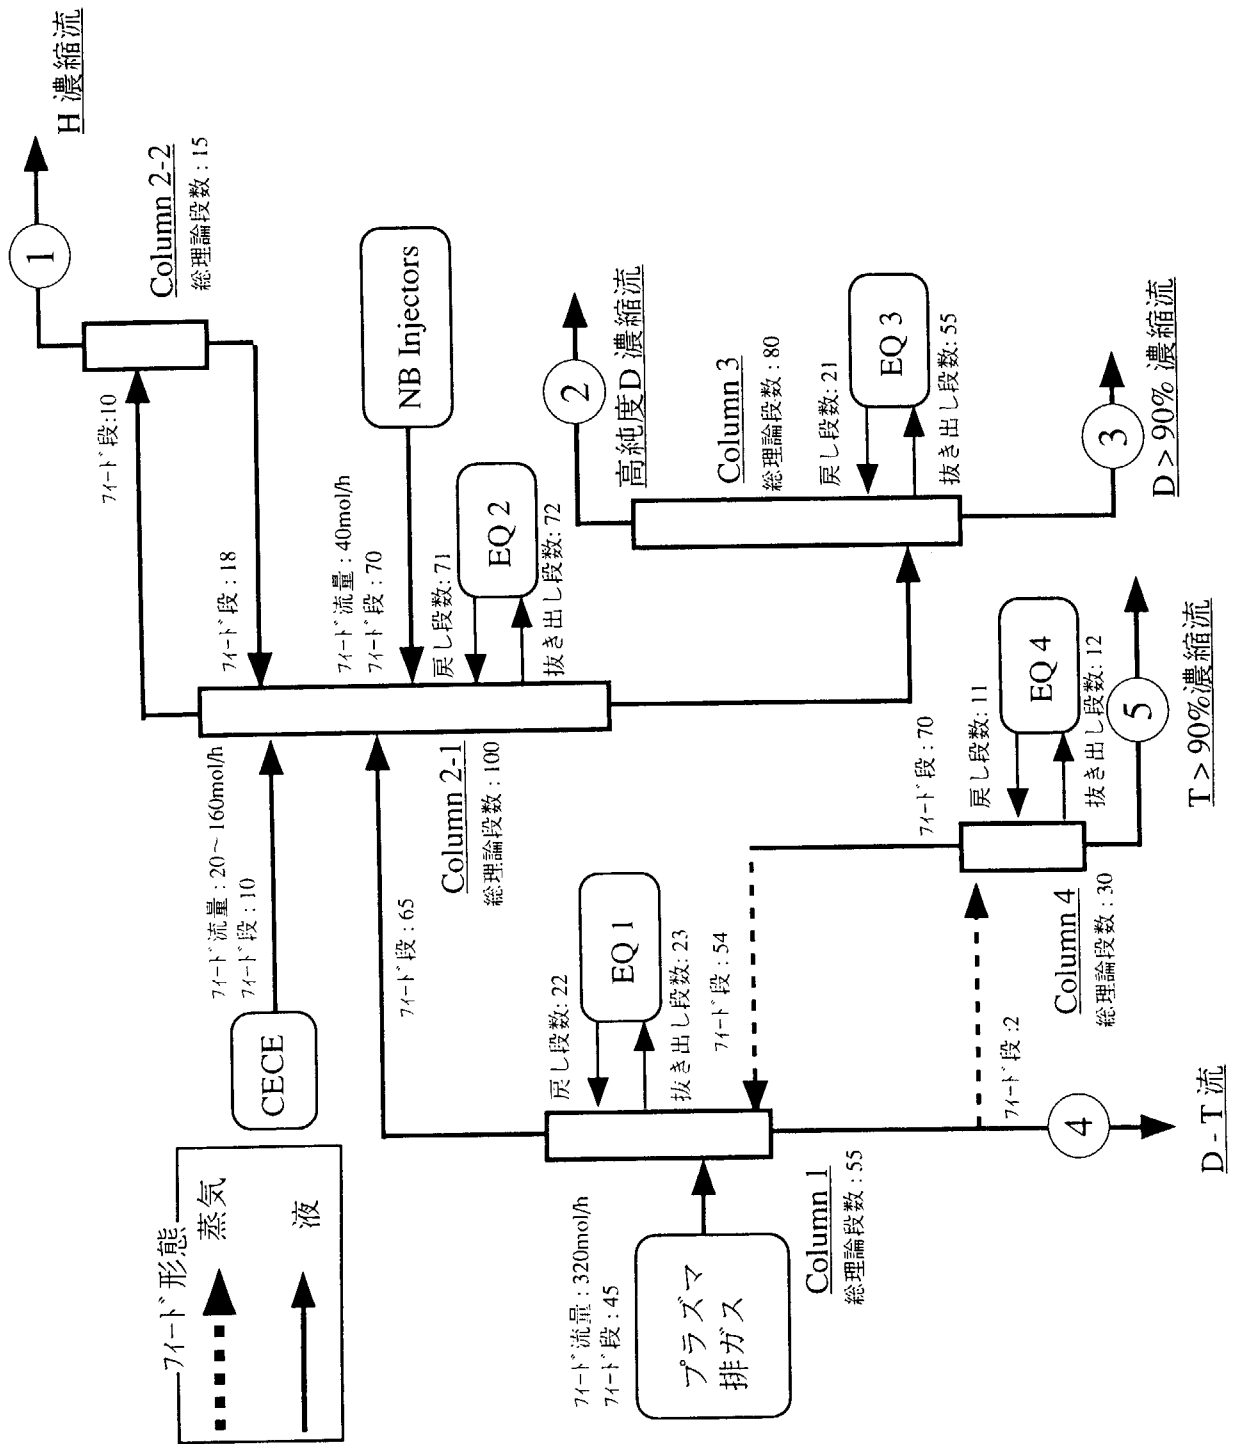 フィード形態
蒸気
液
CECE
フィード流量 : 20～160mol/h
フィード段 : 10
フィード段:10
1
H 濃縮流
Column 2-2
総理論段数 : 15
フィード段 : 18
NB Injectors
フィード流量 : 40mol/h
フィード段 : 70
戻し段数: 71
EQ 2
抜き出し段数: 72
Column 2-1
総理論段数 : 100
フィード段 : 65
2
高純度D 濃縮流
Column 3
総理論段数 : 80
戻し段数: 21
EQ 3
抜き出し段数: 55
フィード段 : 70
3
D > 90% 濃縮流
プラズマ
排ガス
フィード流量 : 320mol/h
フィード段 : 45
戻し段数: 22
EQ 1
抜き出し段数: 23
フィード段 : 54
Column 1
総理論段数 : 55
フィード段 :2
Column 4
総理論段数 : 30
戻し段数: 11
EQ 4
抜き出し段数: 12
4
D - T 流
5
T > 90%濃縮流